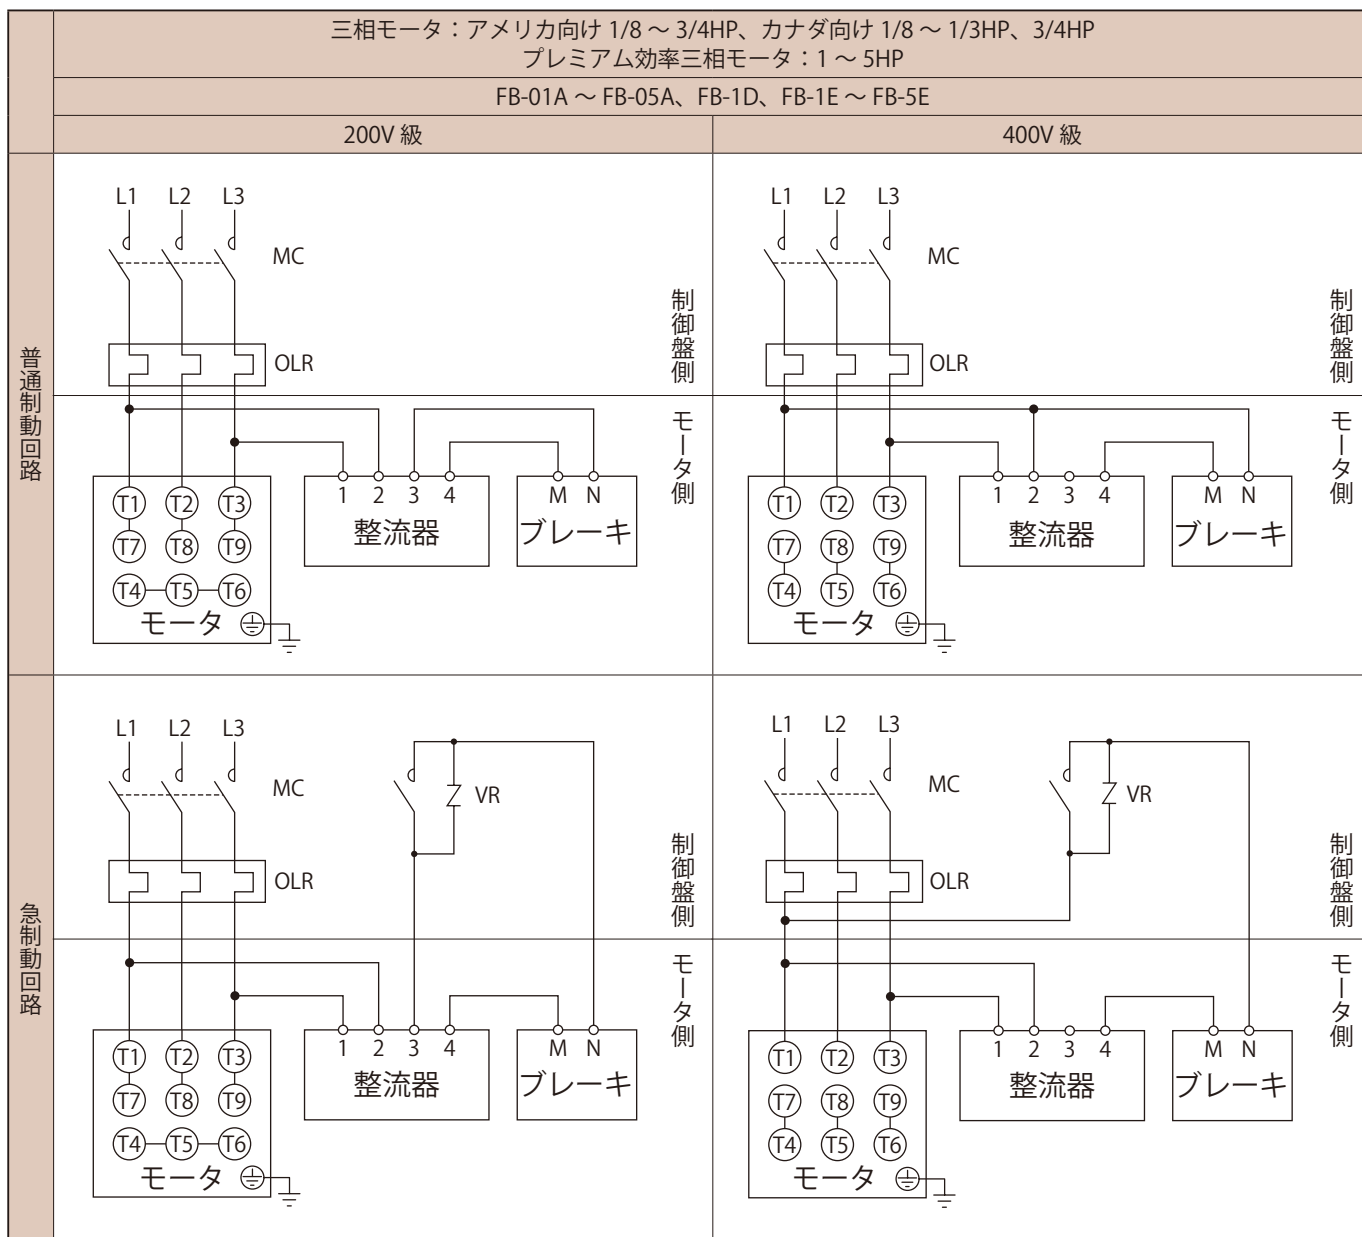 三相モータ：アメリカ向け 1/8 ～ 3/4HP、カナダ向け 1/8 ～ 1/3HP、3/4HP
プレミアム効率三相モータ：1 ～ 5HP
FB-01A ～ FB-05A、FB-1D、FB-1E ～ FB-5E
200V 級
400V 級
普通制動回路
L1 L2 L3
MC
OLR
制御盤側
モータ側
1 2 3 4
整流器
M N
ブレーキ
T1 T2 T3
T7 T8 T9
T4 T5 T6
モータ
L1 L2 L3
MC
OLR
制御盤側
モータ側
1 2 3 4
整流器
M N
ブレーキ
T1 T2 T3
T7 T8 T9
T4 T5 T6
モータ
急制動回路
L1 L2 L3
MC
VR
OLR
制御盤側
モータ側
1 2 3 4
整流器
M N
ブレーキ
T1 T2 T3
T7 T8 T9
T4 T5 T6
モータ
L1 L2 L3
MC
VR
OLR
制御盤側
モータ側
1 2 3 4
整流器
M N
ブレーキ
T1 T2 T3
T7 T8 T9
T4 T5 T6
モータ